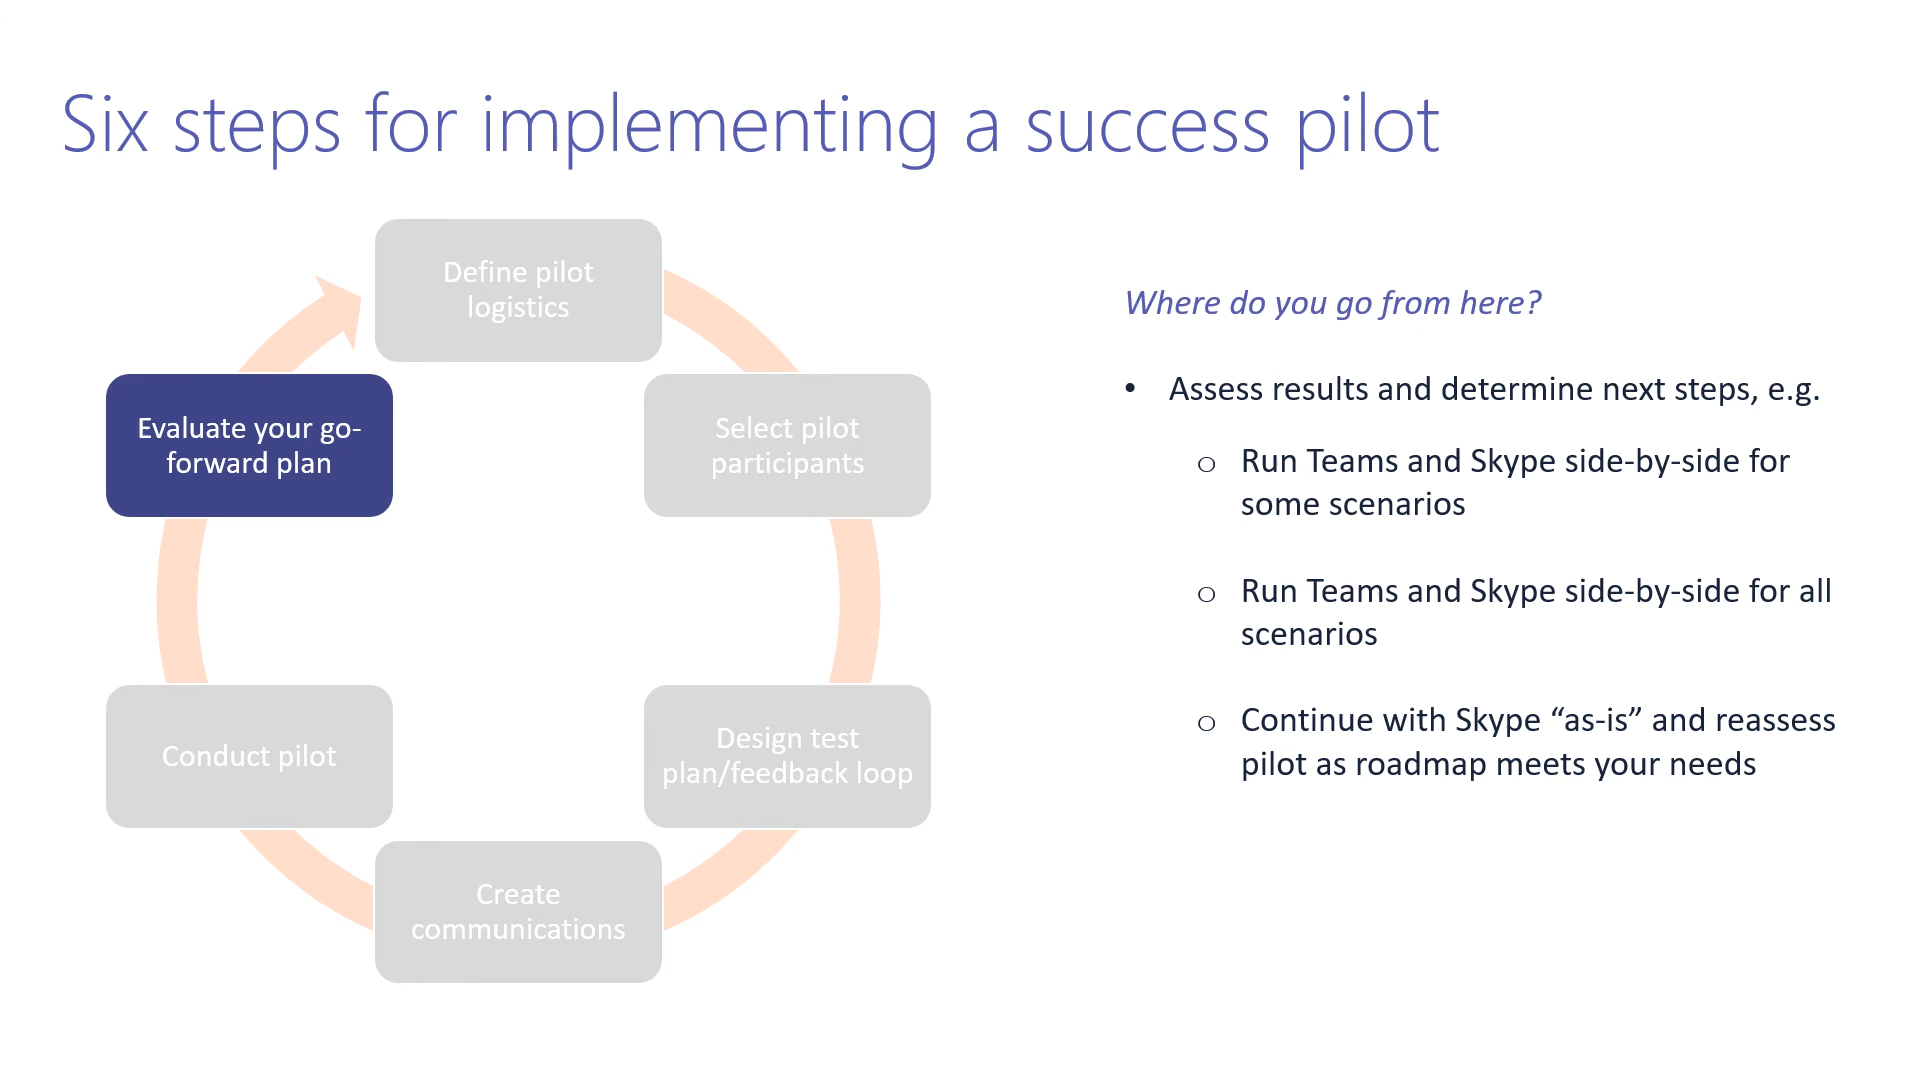 Six steps for implementing a success pilot
Define pilot
logistics
Select pilot
participants
Design test
plan/feedback loop
Create
communications
Conduct pilot
Evaluate your go-
forward plan
Where do you go from here?
• Assess results and determine next steps, e.g.
o Run Teams and Skype side-by-side for
some scenarios
o Run Teams and Skype side-by-side for all
scenarios
o Continue with Skype “as-is” and reassess
pilot as roadmap meets your needs